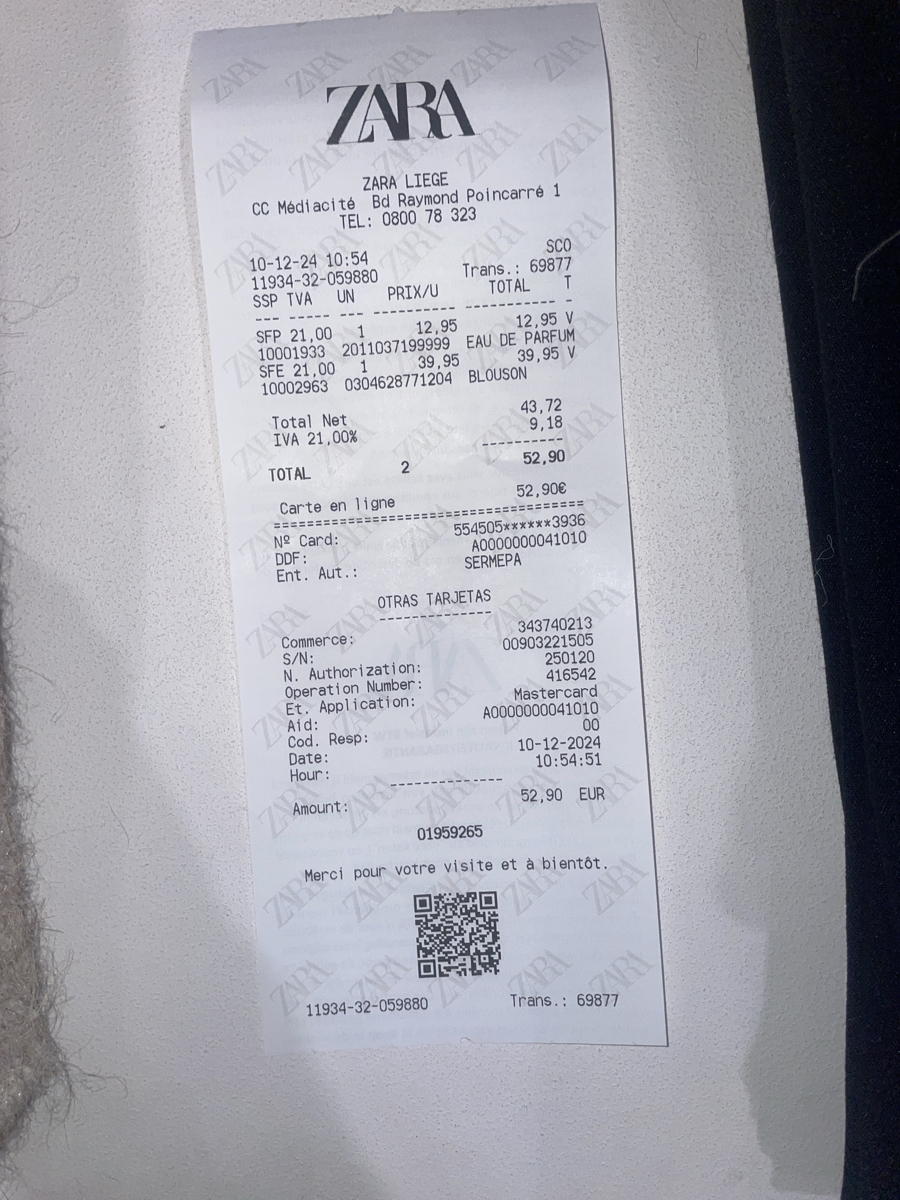 ZARA
ZARA LIEGE
CC Médiacité Bd Raymond Poincarré 1
TEL: 0800 78 323
SCO
10-12-24 10:54
11934-32-059880 Trans.: 69877
SSP TVA UN PRIX/U TOTAL T
--- ----- --- ---------- ----------- -
SFP 21,00 1 12,95 12,95 V
10001933 2011037199999 EAU DE PARFUM
SFE 21,00 1 39,95 39,95 V
10002963 0304628771204 BLOUSON
Total Net 43,72
IVA 21,00% 9,18
----------
TOTAL 2 52,90
Carte en ligne 52,90€
========================================
Nº Card: 554505******3936
DDF: A0000000041010
Ent. Aut.: SERMEPA
OTRAS TARJETAS
--------------
Commerce: 343740213
S/N: 00903221505
N. Authorization: 250120
Operation Number: 416542
Et. Application: Mastercard
Aid: A0000000041010
Cod. Resp: 00
Date: 10-12-2024
Hour: 10:54:51
--------------
Amount: 52,90 EUR
01959265
Merci pour votre visite et à bientôt.
11934-32-059880 Trans.: 69877